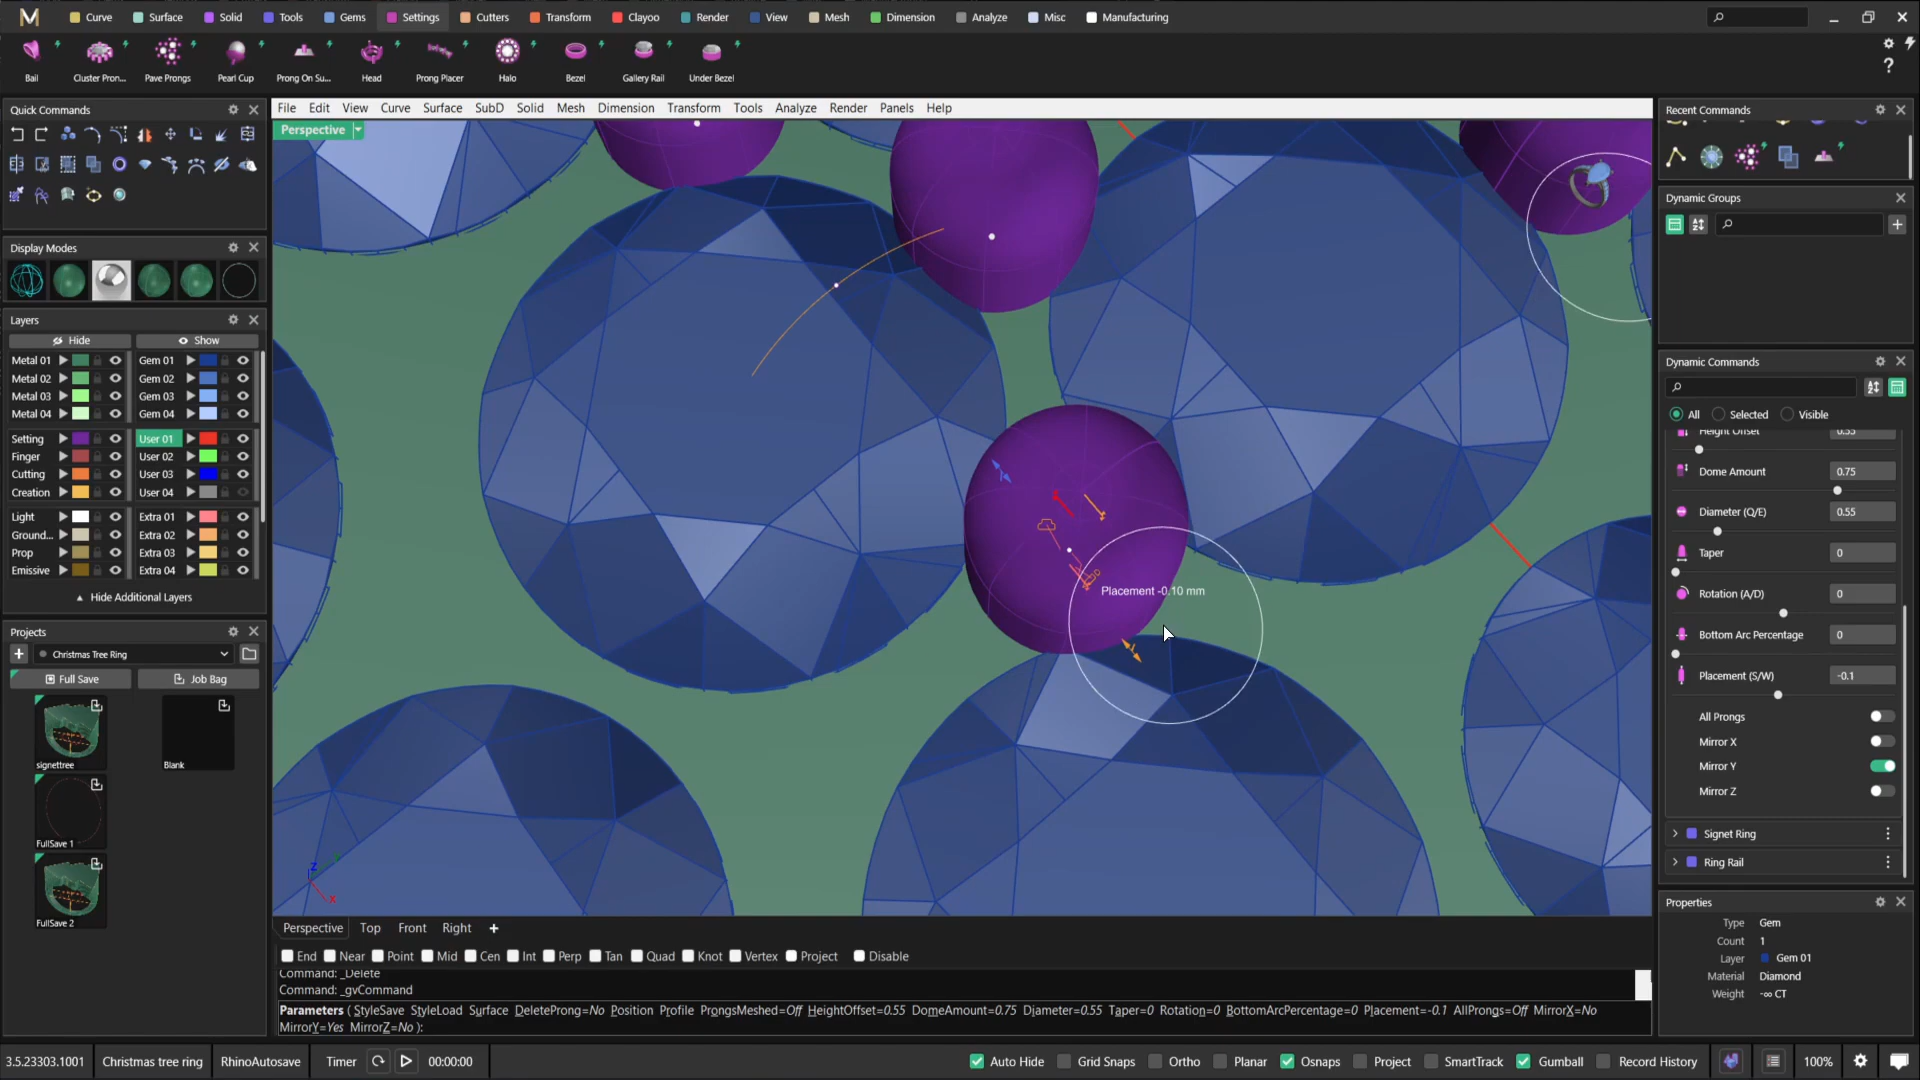 Curve Surface Solid Tools Gems Settings Cutters Transform Clayoo Render View Mesh Dimension Analyze Misc Manufacturing
Bail Cluster Pron... Pave Prongs Pearl Cup Prong On Su... Head Prong Placer Halo Bezel Gallery Rail Under Bezel
Quick Commands
Display Modes
Layers
Hide Show
Metal 01 Gem 01
Metal 02 Gem 02
Metal 03 Gem 03
Metal 04 Gem 04
Setting User 01
Finger User 02
Cutting User 03
Creation User 04
Light Extra 01
Ground... Extra 02
Prop Extra 03
Emissive Extra 04
Hide Additional Layers
Projects
Christmas Tree Ring
Full Save Job Bag
signettree Blank
FullSave 1
FullSave 2
File Edit View Curve Surface SubD Solid Mesh Dimension Transform Tools Analyze Render Panels Help
Perspective
Placement -0.10 mm
z
x
Perspective Top Front Right
End Near Point Mid Cen Int Perp Tan Quad Knot Vertex Project Disable
Command: _Delete
Command: _gvCommand
Parameters ( StyleSave StyleLoad Surface DeleteProng=No Position Profile ProngsMeshed=Off HeightOffset=0.55 DomeAmount=0.75 Diameter=0.55 Taper=0 Rotation=0 BottomArcPercentage=0 Placement=-0.1 AllProngs=Off MirrorX=No
MirrorY=Yes MirrorZ=No ):
Recent Commands
Dynamic Groups
Dynamic Commands
All Selected Visible
Height Offset 0.55
Dome Amount 0.75
Diameter (Q/E) 0.55
Taper 0
Rotation (A/D) 0
Bottom Arc Percentage 0
Placement (S/W) -0.1
All Prongs
Mirror X
Mirror Y
Mirror Z
Signet Ring
Ring Rail
Properties
Type Gem
Count 1
Layer Gem 01
Material Diamond
Weight -∞ CT
3.5.23303.1001 Christmas tree ring RhinoAutosave Timer 00:00:00 Auto Hide Grid Snaps Ortho Planar Osnaps Project SmartTrack Gumball Record History 100%